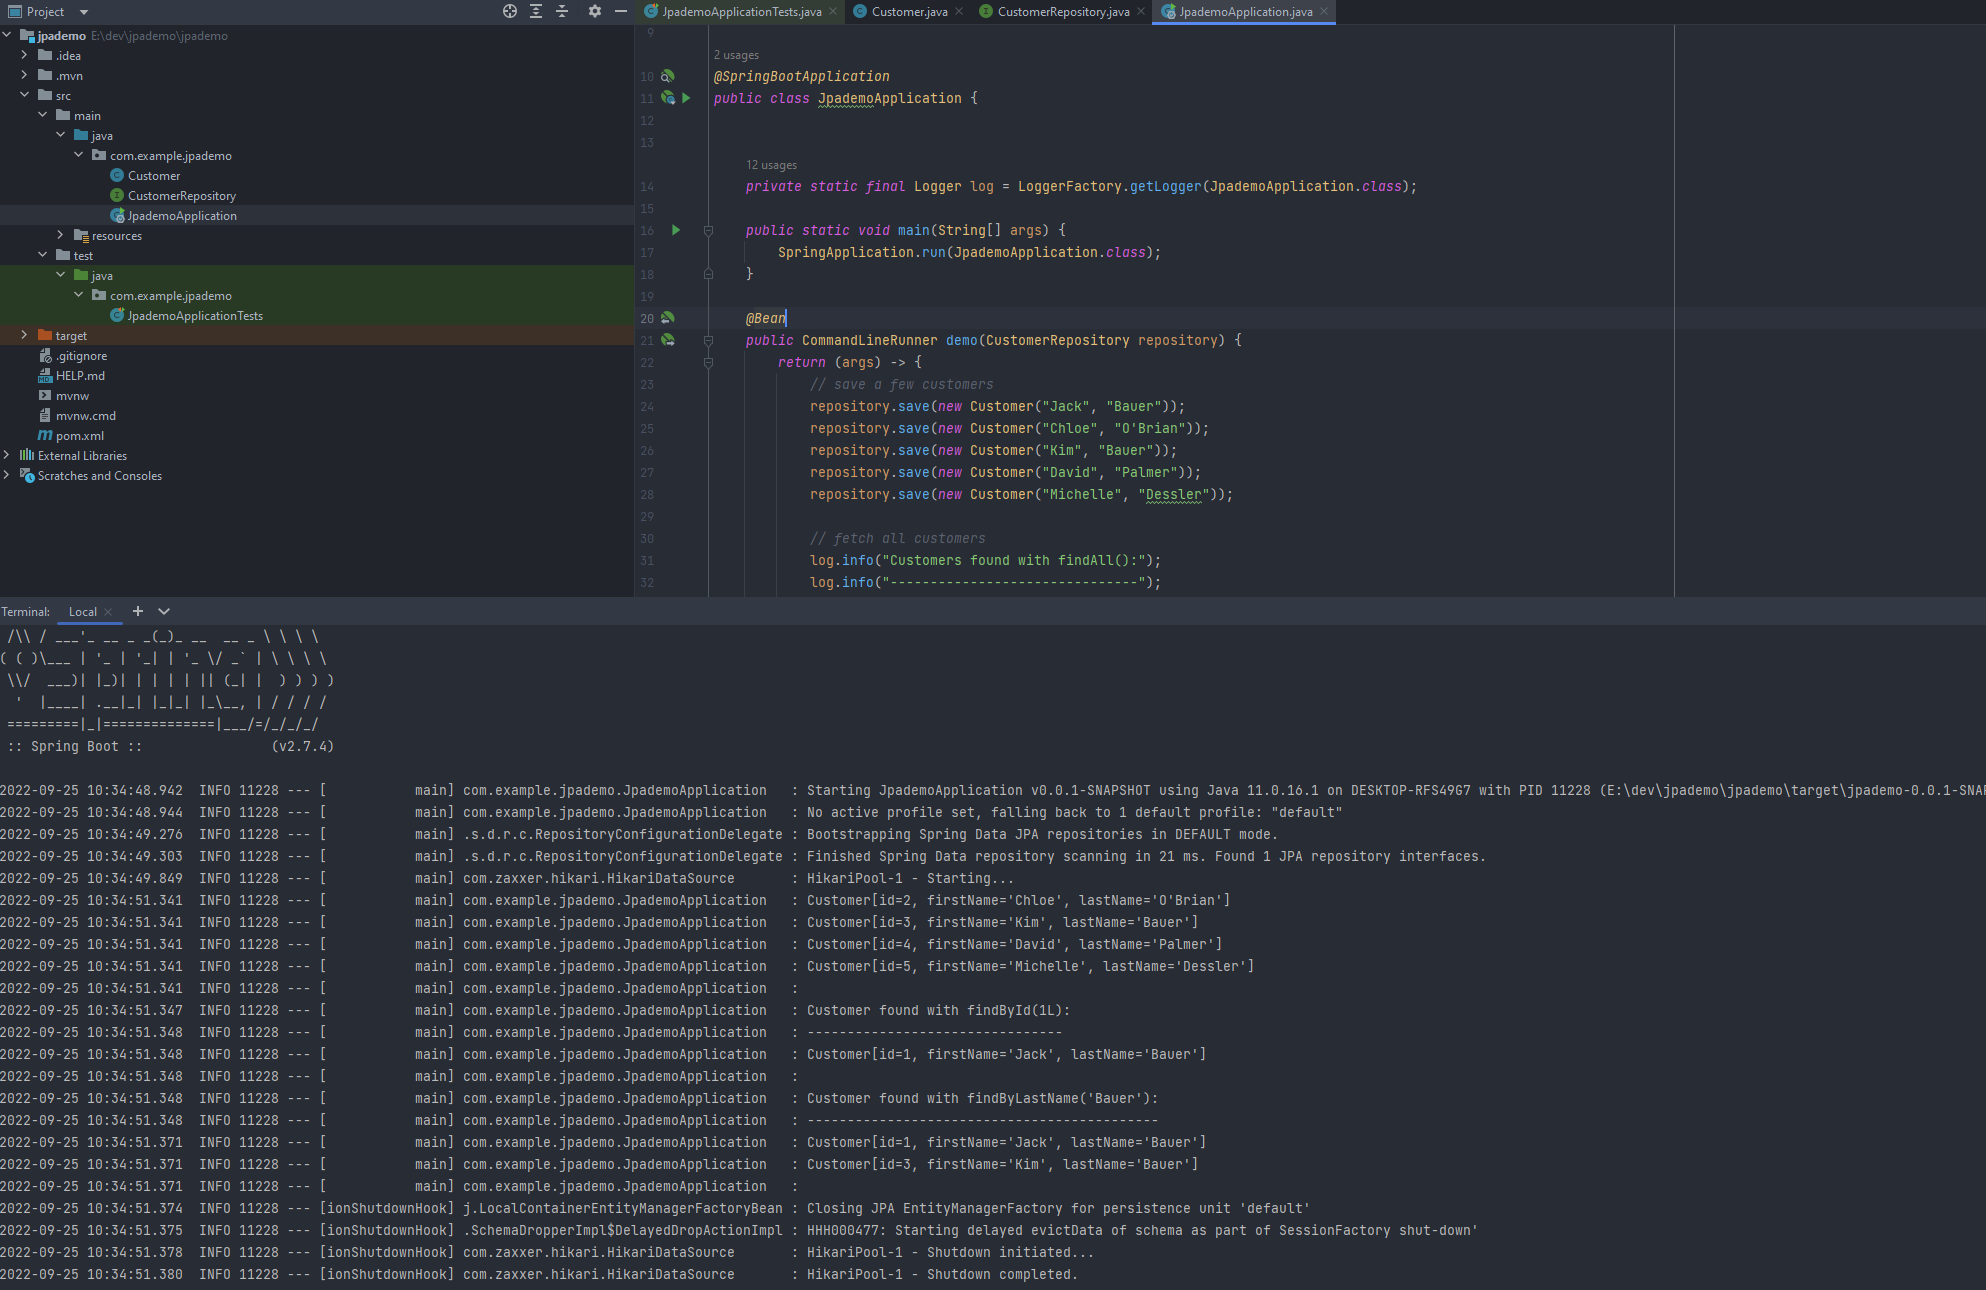 Project
jpademo E:\dev\jpademo\jpademo
.idea
.mvn
src
main
java
com.example.jpademo
Customer
CustomerRepository
JpademoApplication
resources
test
java
com.example.jpademo
JpademoApplicationTests
target
.gitignore
HELP.md
mvnw
mvnw.cmd
pom.xml
External Libraries
Scratches and Consoles
JpademoApplicationTests.java Customer.java CustomerRepository.java JpademoApplication.java
9
2 usages
10 @SpringBootApplication
11 public class JpademoApplication {
12
13
12 usages
14 private static final Logger log = LoggerFactory.getLogger(JpademoApplication.class);
15
16 public static void main(String[] args) {
17 SpringApplication.run(JpademoApplication.class);
18 }
19
20 @Bean
21 public CommandLineRunner demo(CustomerRepository repository) {
22 return (args) -> {
23 // save a few customers
24 repository.save(new Customer("Jack", "Bauer"));
25 repository.save(new Customer("Chloe", "O'Brian"));
26 repository.save(new Customer("Kim", "Bauer"));
27 repository.save(new Customer("David", "Palmer"));
28 repository.save(new Customer("Michelle", "Dessler"));
29
30 // fetch all customers
31 log.info("Customers found with findAll():");
32 log.info("-------------------------------");
Terminal: Local
 /\\ / ___'_ __ _ _(_)_ __  __ _ \ \ \ \
( ( )\___ | '_ | '_| | '_ \/ _` | \ \ \ \
 \\/  ___)| |_)| | | | | || (_| |  ) ) ) )
  '  |____| .__|_| |_|_| |_\__, | / / / /
 =========|_|==============|___/=/_/_/_/
 :: Spring Boot ::                (v2.7.4)
2022-09-25 10:34:48.942  INFO 11228 --- [           main] com.example.jpademo.JpademoApplication   : Starting JpademoApplication v0.0.1-SNAPSHOT using Java 11.0.16.1 on DESKTOP-RFS49G7 with PID 11228 (E:\dev\jpademo\jpademo\target\jpademo-0.0.1-SNAP
2022-09-25 10:34:48.944  INFO 11228 --- [           main] com.example.jpademo.JpademoApplication   : No active profile set, falling back to 1 default profile: "default"
2022-09-25 10:34:49.276  INFO 11228 --- [           main] .s.d.r.c.RepositoryConfigurationDelegate : Bootstrapping Spring Data JPA repositories in DEFAULT mode.
2022-09-25 10:34:49.303  INFO 11228 --- [           main] .s.d.r.c.RepositoryConfigurationDelegate : Finished Spring Data repository scanning in 21 ms. Found 1 JPA repository interfaces.
2022-09-25 10:34:49.849  INFO 11228 --- [           main] com.zaxxer.hikari.HikariDataSource       : HikariPool-1 - Starting...
2022-09-25 10:34:51.341  INFO 11228 --- [           main] com.example.jpademo.JpademoApplication   : Customer[id=2, firstName='Chloe', lastName='O'Brian']
2022-09-25 10:34:51.341  INFO 11228 --- [           main] com.example.jpademo.JpademoApplication   : Customer[id=3, firstName='Kim', lastName='Bauer']
2022-09-25 10:34:51.341  INFO 11228 --- [           main] com.example.jpademo.JpademoApplication   : Customer[id=4, firstName='David', lastName='Palmer']
2022-09-25 10:34:51.341  INFO 11228 --- [           main] com.example.jpademo.JpademoApplication   : Customer[id=5, firstName='Michelle', lastName='Dessler']
2022-09-25 10:34:51.341  INFO 11228 --- [           main] com.example.jpademo.JpademoApplication   :
2022-09-25 10:34:51.347  INFO 11228 --- [           main] com.example.jpademo.JpademoApplication   : Customer found with findById(1L):
2022-09-25 10:34:51.348  INFO 11228 --- [           main] com.example.jpademo.JpademoApplication   : --------------------------------
2022-09-25 10:34:51.348  INFO 11228 --- [           main] com.example.jpademo.JpademoApplication   : Customer[id=1, firstName='Jack', lastName='Bauer']
2022-09-25 10:34:51.348  INFO 11228 --- [           main] com.example.jpademo.JpademoApplication   :
2022-09-25 10:34:51.348  INFO 11228 --- [           main] com.example.jpademo.JpademoApplication   : Customer found with findByLastName('Bauer'):
2022-09-25 10:34:51.348  INFO 11228 --- [           main] com.example.jpademo.JpademoApplication   : --------------------------------------------
2022-09-25 10:34:51.371  INFO 11228 --- [           main] com.example.jpademo.JpademoApplication   : Customer[id=1, firstName='Jack', lastName='Bauer']
2022-09-25 10:34:51.371  INFO 11228 --- [           main] com.example.jpademo.JpademoApplication   : Customer[id=3, firstName='Kim', lastName='Bauer']
2022-09-25 10:34:51.371  INFO 11228 --- [           main] com.example.jpademo.JpademoApplication   :
2022-09-25 10:34:51.374  INFO 11228 --- [ionShutdownHook] j.LocalContainerEntityManagerFactoryBean : Closing JPA EntityManagerFactory for persistence unit 'default'
2022-09-25 10:34:51.375  INFO 11228 --- [ionShutdownHook] .SchemaDropperImpl$DelayedDropActionImpl : HHH000477: Starting delayed evictData of schema as part of SessionFactory shut-down'
2022-09-25 10:34:51.378  INFO 11228 --- [ionShutdownHook] com.zaxxer.hikari.HikariDataSource       : HikariPool-1 - Shutdown initiated...
2022-09-25 10:34:51.380  INFO 11228 --- [ionShutdownHook] com.zaxxer.hikari.HikariDataSource       : HikariPool-1 - Shutdown completed.